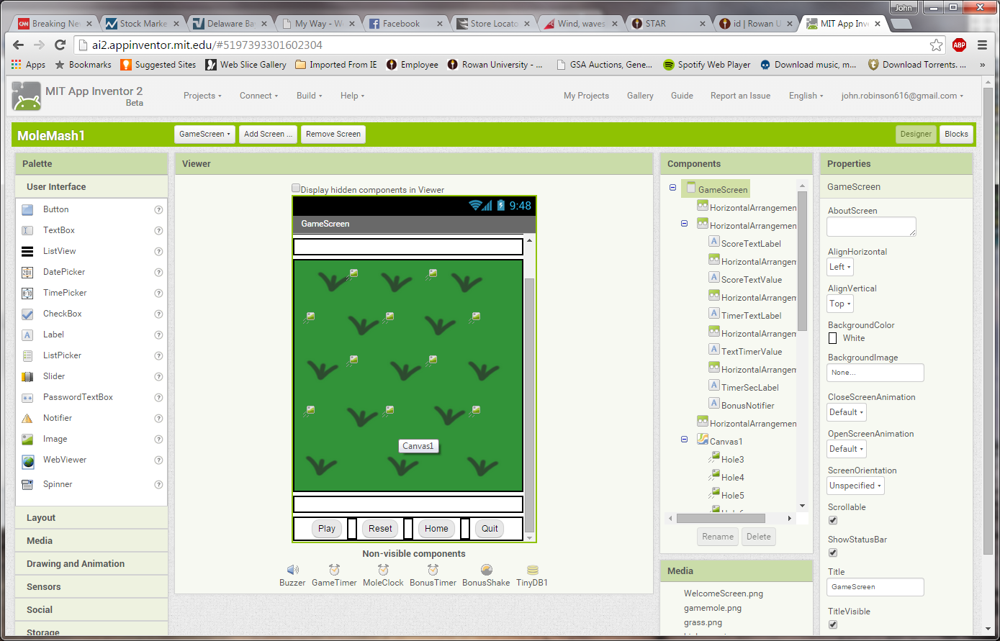 John
Breaking Ne
Stock Marke
Delaware Ba
My Way - W
Facebook
Store Locato
Wind, waves
STAR
id | Rowan U
MIT App Inv
ai2.appinventor.mit.edu/#5197393301602304
ABP
Apps
Bookmarks
Suggested Sites
Web Slice Gallery
Imported From IE
Employee
Rowan University - ...
GSA Auctions, Gene...
Spotify Web Player
Download music, m...
Download Torrents. ...
»
MIT App Inventor 2
Beta
Projects
Connect
Build
Help
My Projects
Gallery
Guide
Report an Issue
English
john.robinson616@gmail.com
MoleMash1
GameScreen
Add Screen ...
Remove Screen
Designer
Blocks
Palette
User Interface
Button
TextBox
ListView
DatePicker
TimePicker
CheckBox
Label
ListPicker
Slider
PasswordTextBox
Notifier
Image
WebViewer
Spinner
Layout
Media
Drawing and Animation
Sensors
Social
Storage
Viewer
Display hidden components in Viewer
9:48
GameScreen
Canvas1
Play
Reset
Home
Quit
Non-visible components
Buzzer
GameTimer
MoleClock
BonusTimer
BonusShake
TinyDB1
Components
GameScreen
HorizontalArrangemen
HorizontalArrangemen
ScoreTextLabel
HorizontalArrangem
ScoreTextValue
HorizontalArrangem
TimerTextLabel
HorizontalArrangem
TextTimerValue
HorizontalArrangem
TimerSecLabel
BonusNotifier
HorizontalArrangemen
Canvas1
Hole3
Hole4
Hole5
Rename
Delete
Media
WelcomeScreen.png
gamemole.png
grass.png
Properties
GameScreen
AboutScreen
AlignHorizontal
Left
AlignVertical
Top
BackgroundColor
White
BackgroundImage
None...
CloseScreenAnimation
Default
OpenScreenAnimation
Default
ScreenOrientation
Unspecified
Scrollable
ShowStatusBar
Title
GameScreen
TitleVisible